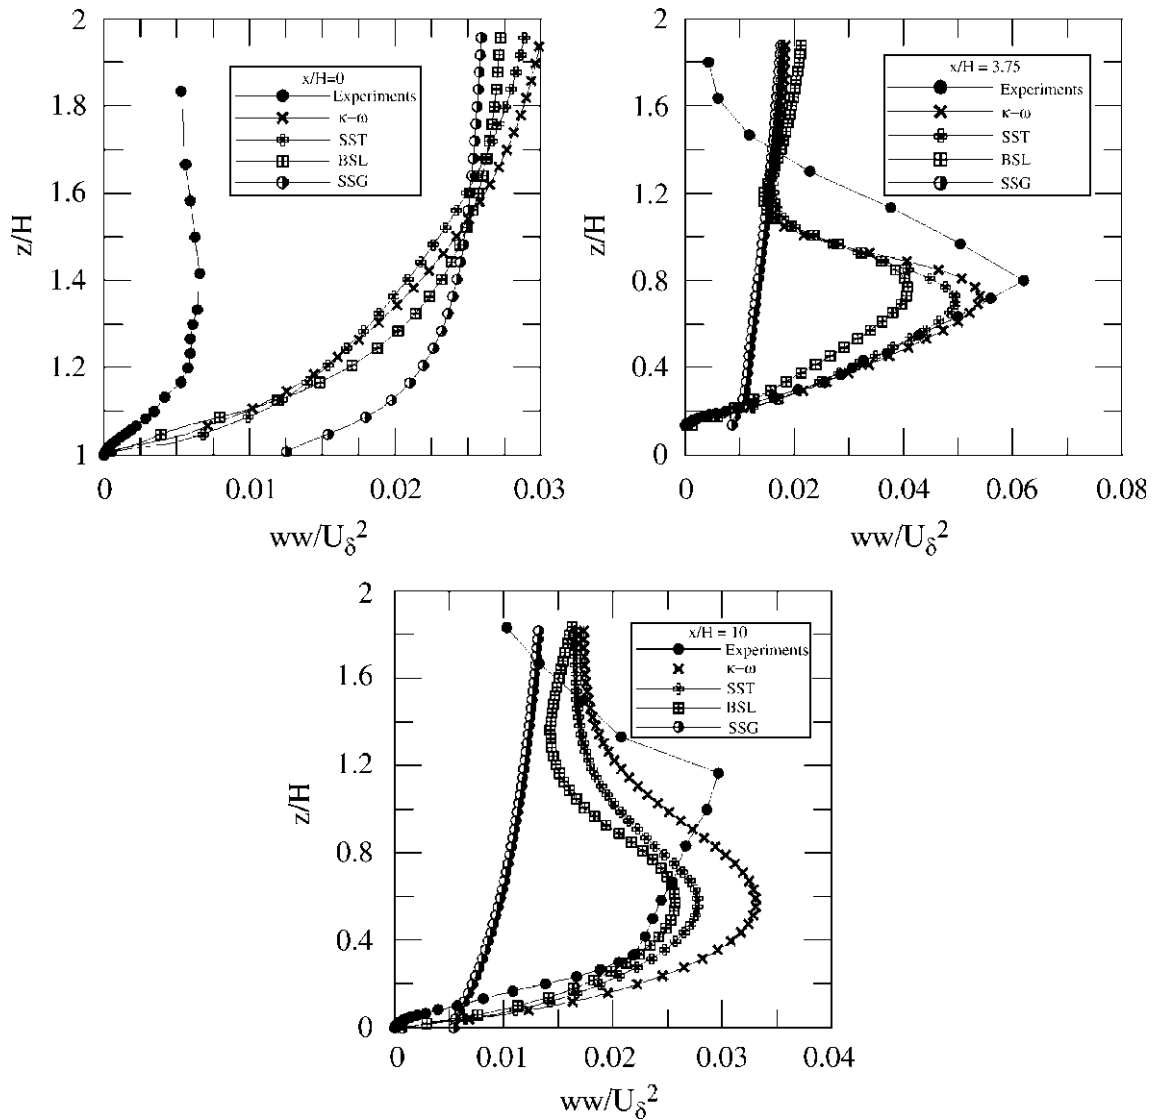 2
1.8
1.6
1.4
1.2
1
z/H
x/H=0
Experiments
κ−ω
SST
BSL
SSG
0
0.01
0.02
0.03
ww/Uδ²
2
1.6
1.2
0.8
0.4
0
z/H
x/H = 3.75
Experiments
κ−ω
SST
BSL
SSG
0
0.02
0.04
0.06
0.08
ww/Uδ²
2
1.6
1.2
0.8
0.4
0
z/H
x/H = 10
Experiments
κ−ω
SST
BSL
SSG
0
0.01
0.02
0.03
0.04
ww/Uδ²